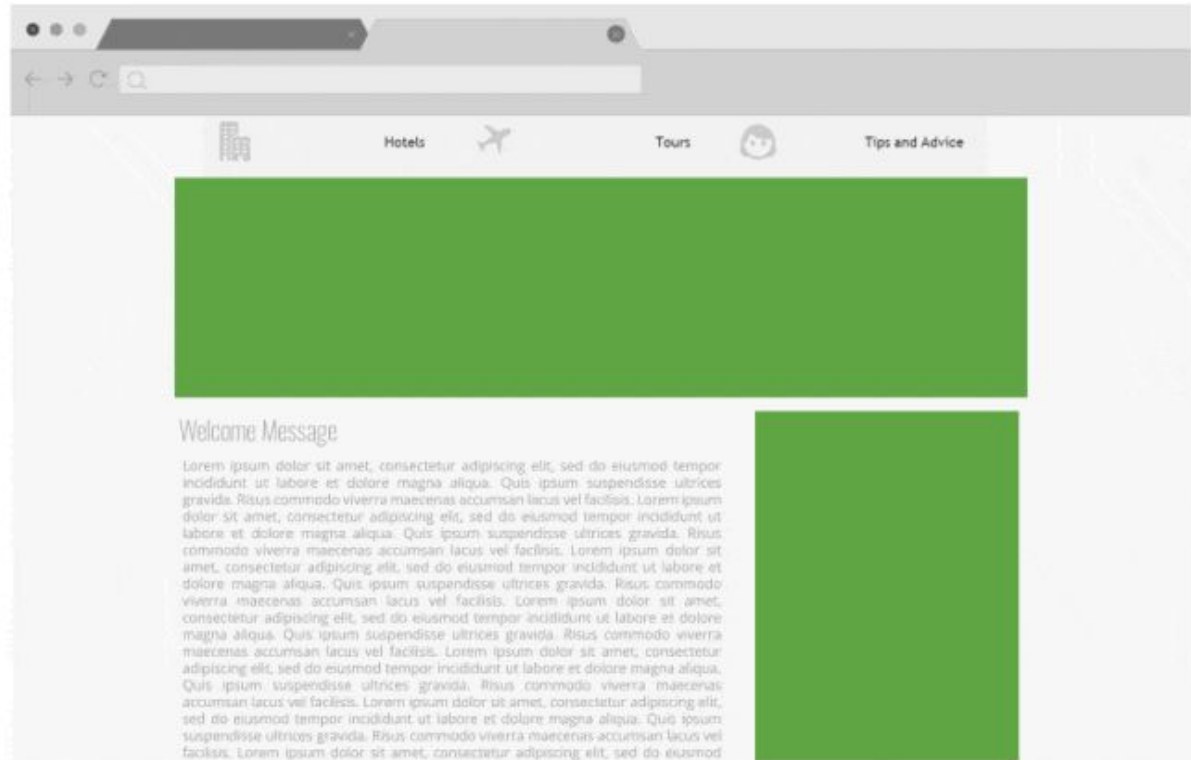 Hotels
Tours
Tips and Advice
Welcome Message
Lorem ipsum dolor sit amet, consectetur adipiscing elit, sed do eiusmod tempor
incididunt ut labore et dolore magna aliqua. Quis ipsum suspendisse ultrices
gravida. Risus commodo viverra maecenas accumsan lacus vel facilisis. Lorem ipsum
dolor sit amet, consectetur adipiscing elit, sed do eiusmod tempor incididunt ut
labore et dolore magna aliqua. Quis ipsum suspendisse ultrices gravida. Risus
commodo viverra maecenas accumsan lacus vel facilisis. Lorem ipsum dolor sit
amet, consectetur adipiscing elit, sed do eiusmod tempor incididunt ut labore et
dolore magna aliqua. Quis ipsum suspendisse ultrices gravida. Risus commodo
viverra maecenas accumsan lacus vel facilisis. Lorem ipsum dolor sit amet,
consectetur adipiscing elit, sed do eiusmod tempor incididunt ut labore et dolore
magna aliqua. Quis ipsum suspendisse ultrices gravida. Risus commodo viverra
maecenas accumsan lacus vel facilisis. Lorem ipsum dolor sit amet, consectetur
adipiscing elit, sed do eiusmod tempor incididunt ut labore et dolore magna aliqua.
Quis ipsum suspendisse ultrices gravida. Risus commodo viverra maecenas
accumsan lacus vel facilisis. Lorem ipsum dolor sit amet, consectetur adipiscing elit,
sed do eiusmod tempor incididunt ut labore et dolore magna aliqua. Quis ipsum
suspendisse ultrices gravida. Risus commodo viverra maecenas accumsan lacus vel
facilisis. Lorem ipsum dolor sit amet, consectetur adipiscing elit, sed do eiusmod